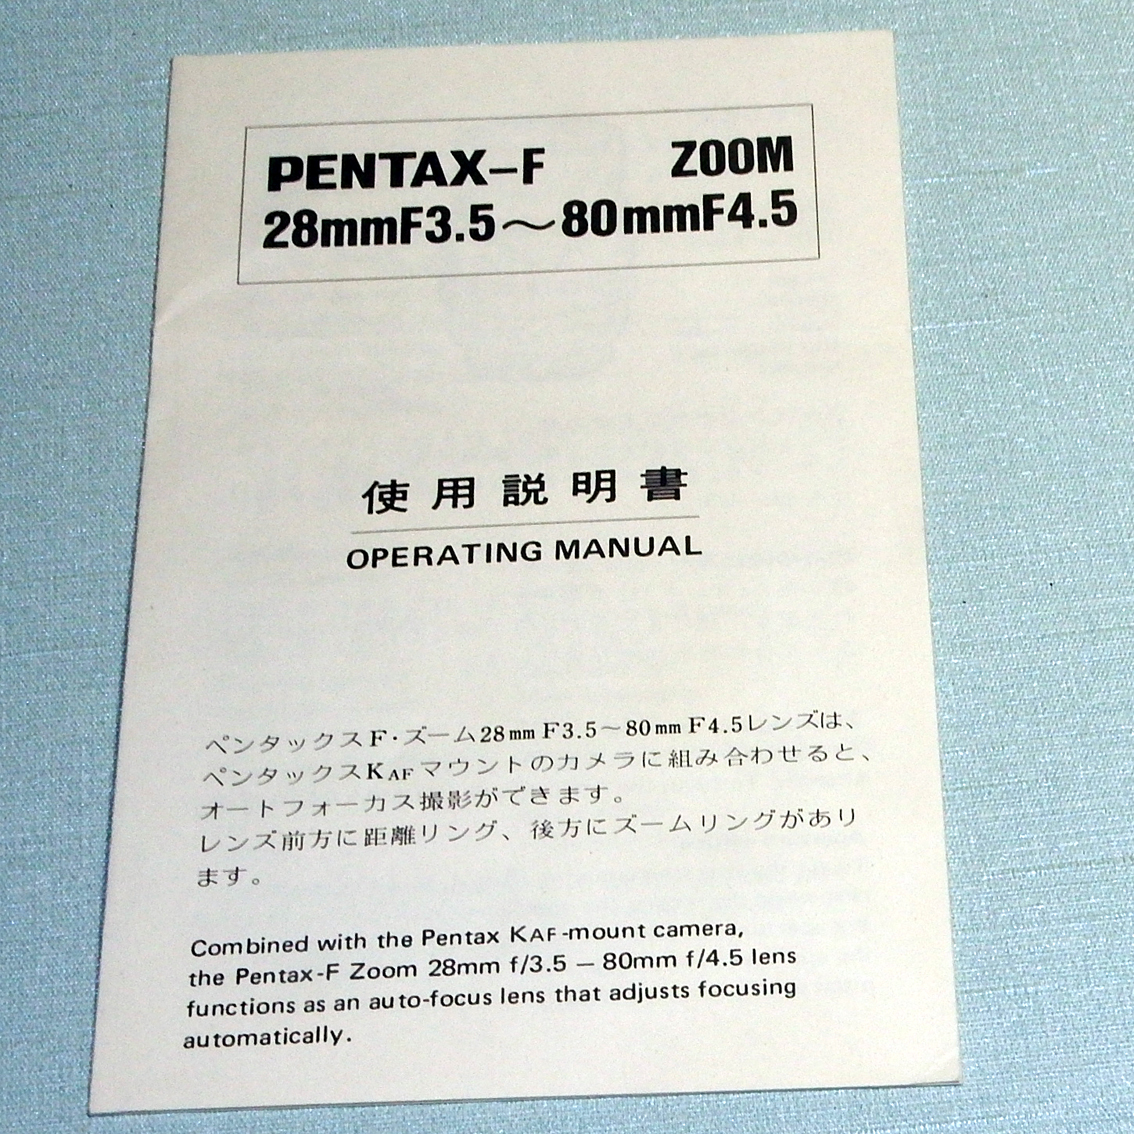 PENTAX-F ZOOM
28mmF3.5～80mmF4.5
使用説明書
OPERATING MANUAL
ペンタックスF・ズーム28mm F3.5～80mm F4.5レンズは、
ペンタックスKAFマウントのカメラに組み合わせると、
オートフォーカス撮影ができます。
レンズ前方に距離リング、後方にズームリングがあり
ます。
Combined with the Pentax KAF-mount camera,
the Pentax-F Zoom 28mm f/3.5 — 80mm f/4.5 lens
functions as an auto-focus lens that adjusts focusing
automatically.